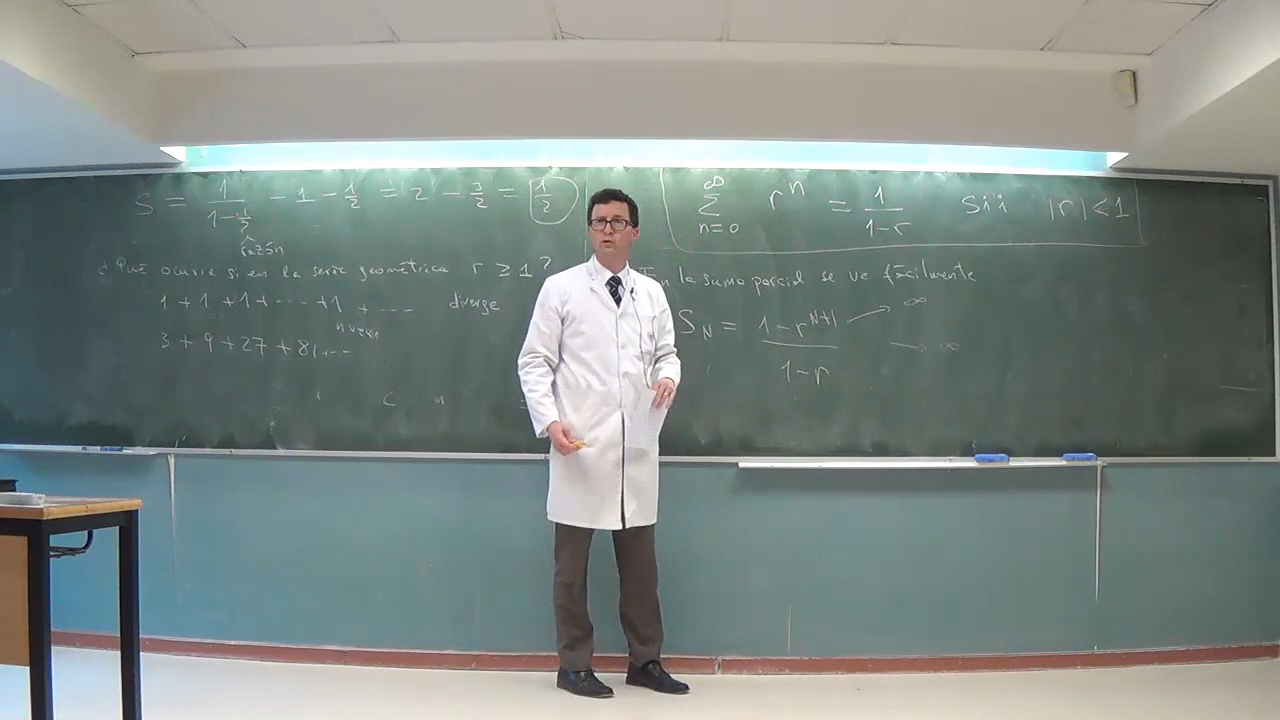 S = 1/(1-1/2) - 1 - 1/2 = 2 - 3/2 = 1/2
razón
¿Qué ocurre si en la serie geométrica r ≥ 1?
1 + 1 + 1 + ---- + 1 + ---- diverge
n veces
3 + 9 + 27 + 81 + ---
∞ Σ n=0 r^n = 1/(1-r) sii |r| < 1
En la suma parcial se ve fácilmente
S_N = (1-r^{N+1})/(1-r) → ∞
→ ∞